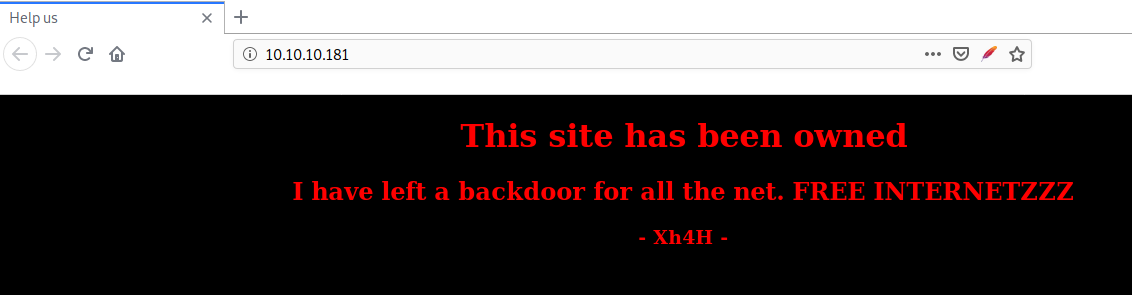 Help us
10.10.10.181
This site has been owned
I have left a backdoor for all the net. FREE INTERNETZZZ
- Xh4H -